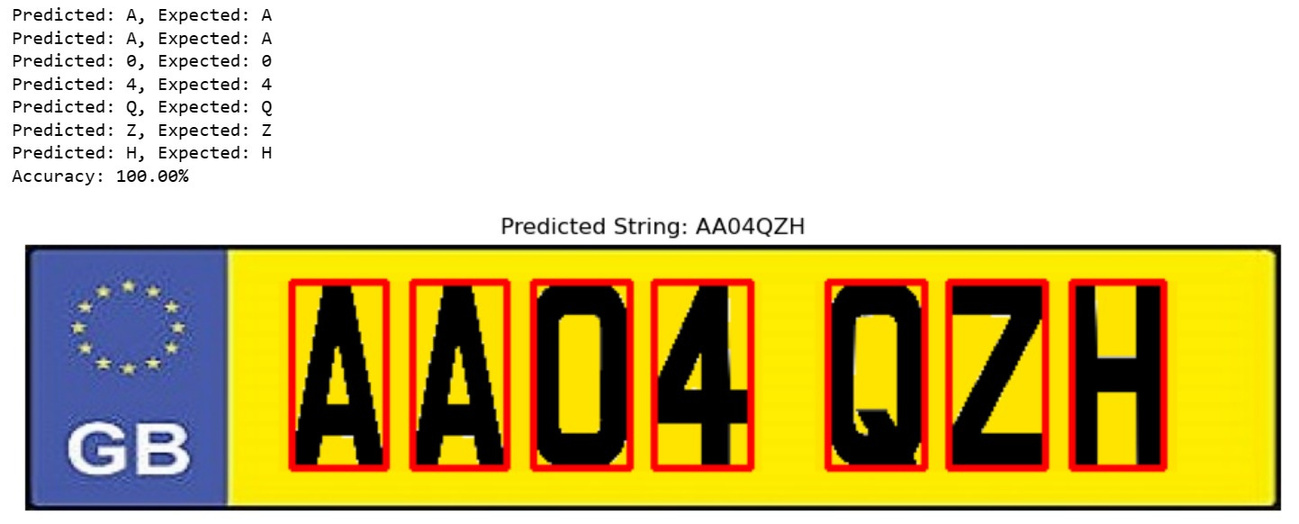 Predicted: A, Expected: A
Predicted: A, Expected: A
Predicted: 0, Expected: 0
Predicted: 4, Expected: 4
Predicted: Q, Expected: Q
Predicted: Z, Expected: Z
Predicted: H, Expected: H
Accuracy: 100.00%
Predicted String: AA04QZH
GB
AA04 QZH